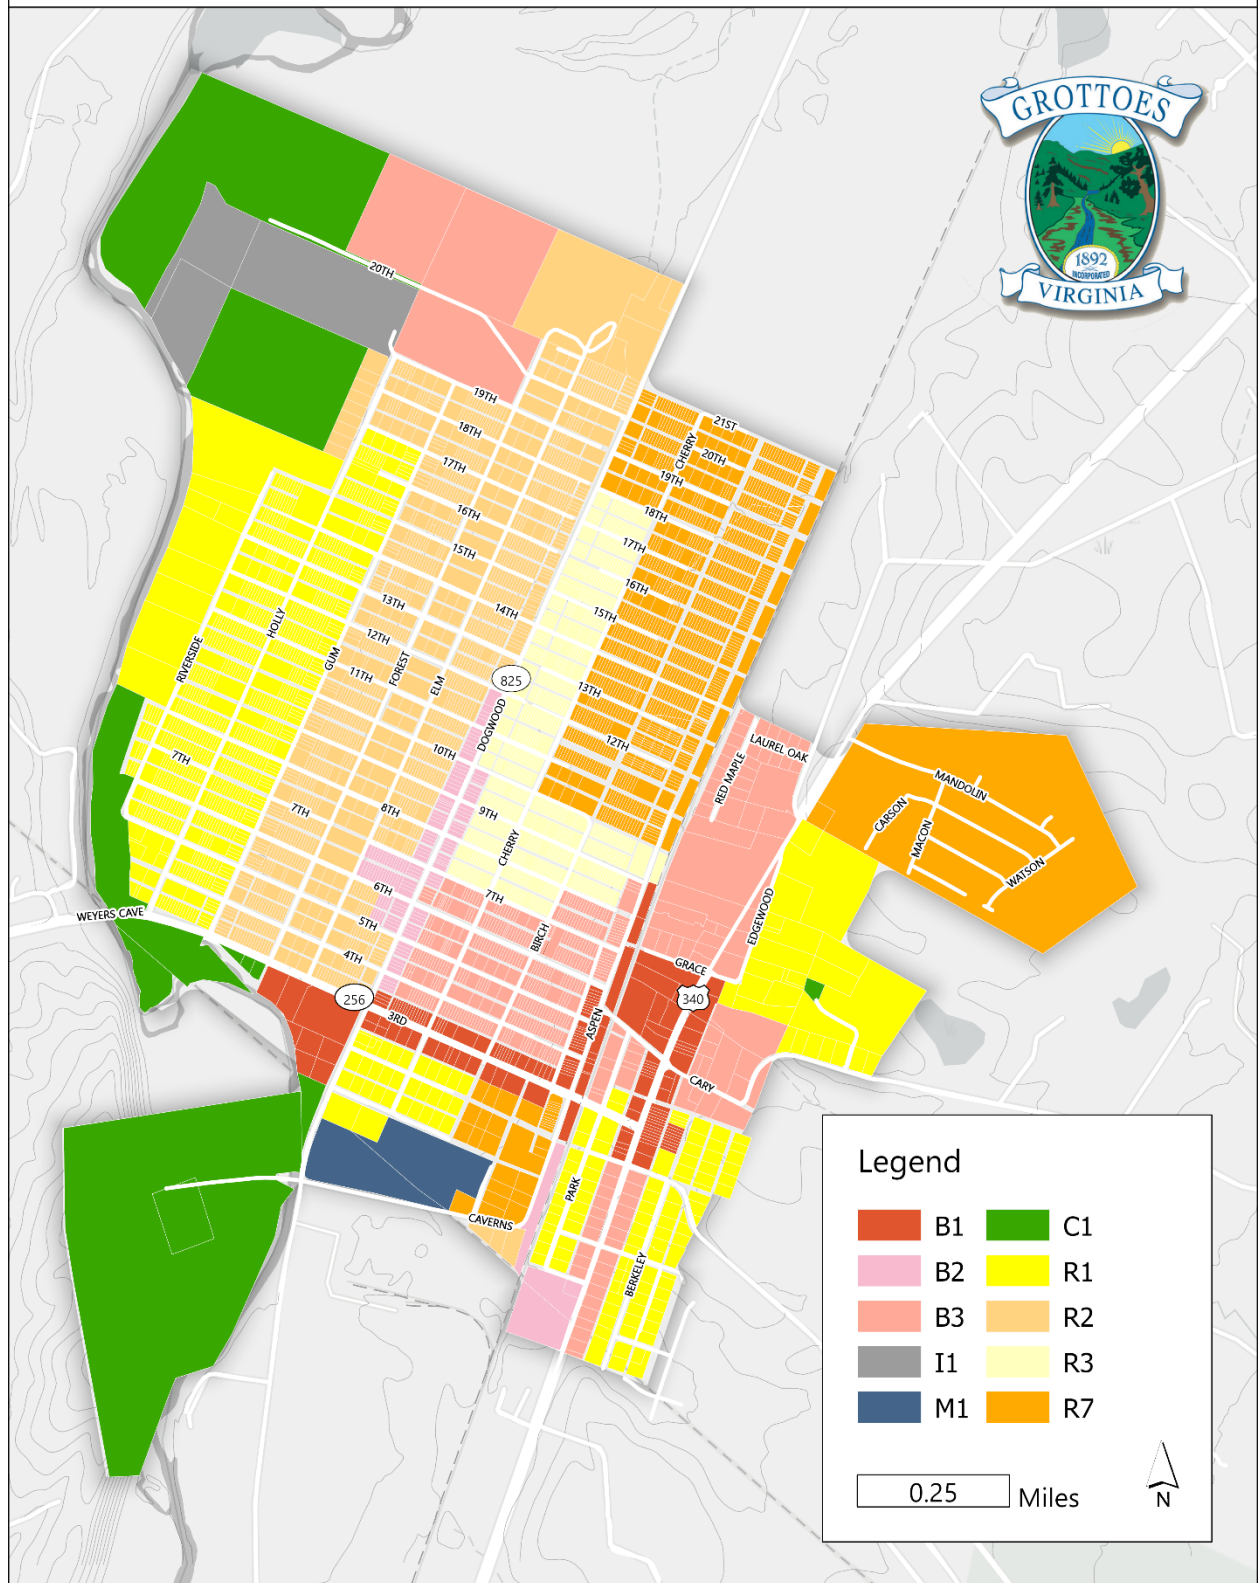 GROTTOES
1892
INCORPORATED
VIRGINIA
20TH
19TH
18TH
17TH
16TH
15TH
14TH
13TH
12TH
11TH
10TH
21ST
CHERRY
20TH
19TH
18TH
17TH
16TH
15TH
13TH
12TH
RIVERSIDE
HOLLY
GUM
FOREST
ELM
825
DOGWOOD
LAUREL OAK
RED MAPLE
MANDOLIN
CARSON
MACON
WATSON
7TH
7TH
8TH
9TH
CHERRY
6TH
7TH
5TH
4TH
BIRCH
EDGEWOOD
WEYERS CAVE
GRACE
256
340
3RD
ASPEN
CARY
PARK
CAVERNS
BERKELEY
Legend
B1 C1
B2 R1
B3 R2
I1 R3
M1 R7
0.25 Miles
N